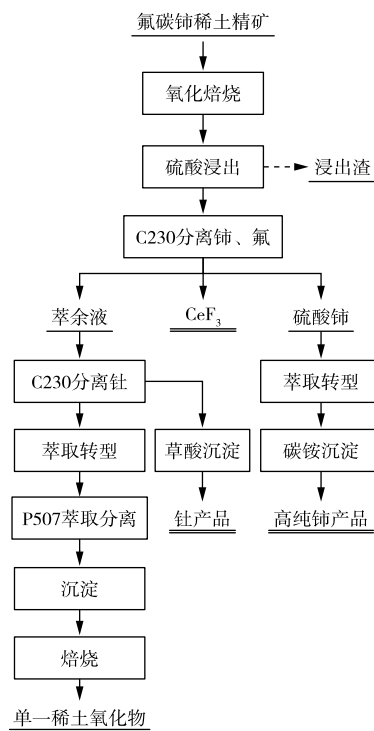 氟碳铈稀土精矿
氧化焙烧
硫酸浸出
浸出渣
C230分离铈、氟
萃余液
CeF3
硫酸铈
C230分离钍
萃取转型
萃取转型
草酸沉淀
碳铵沉淀
P507萃取分离
钍产品
高纯铈产品
沉淀
焙烧
单一稀土氧化物